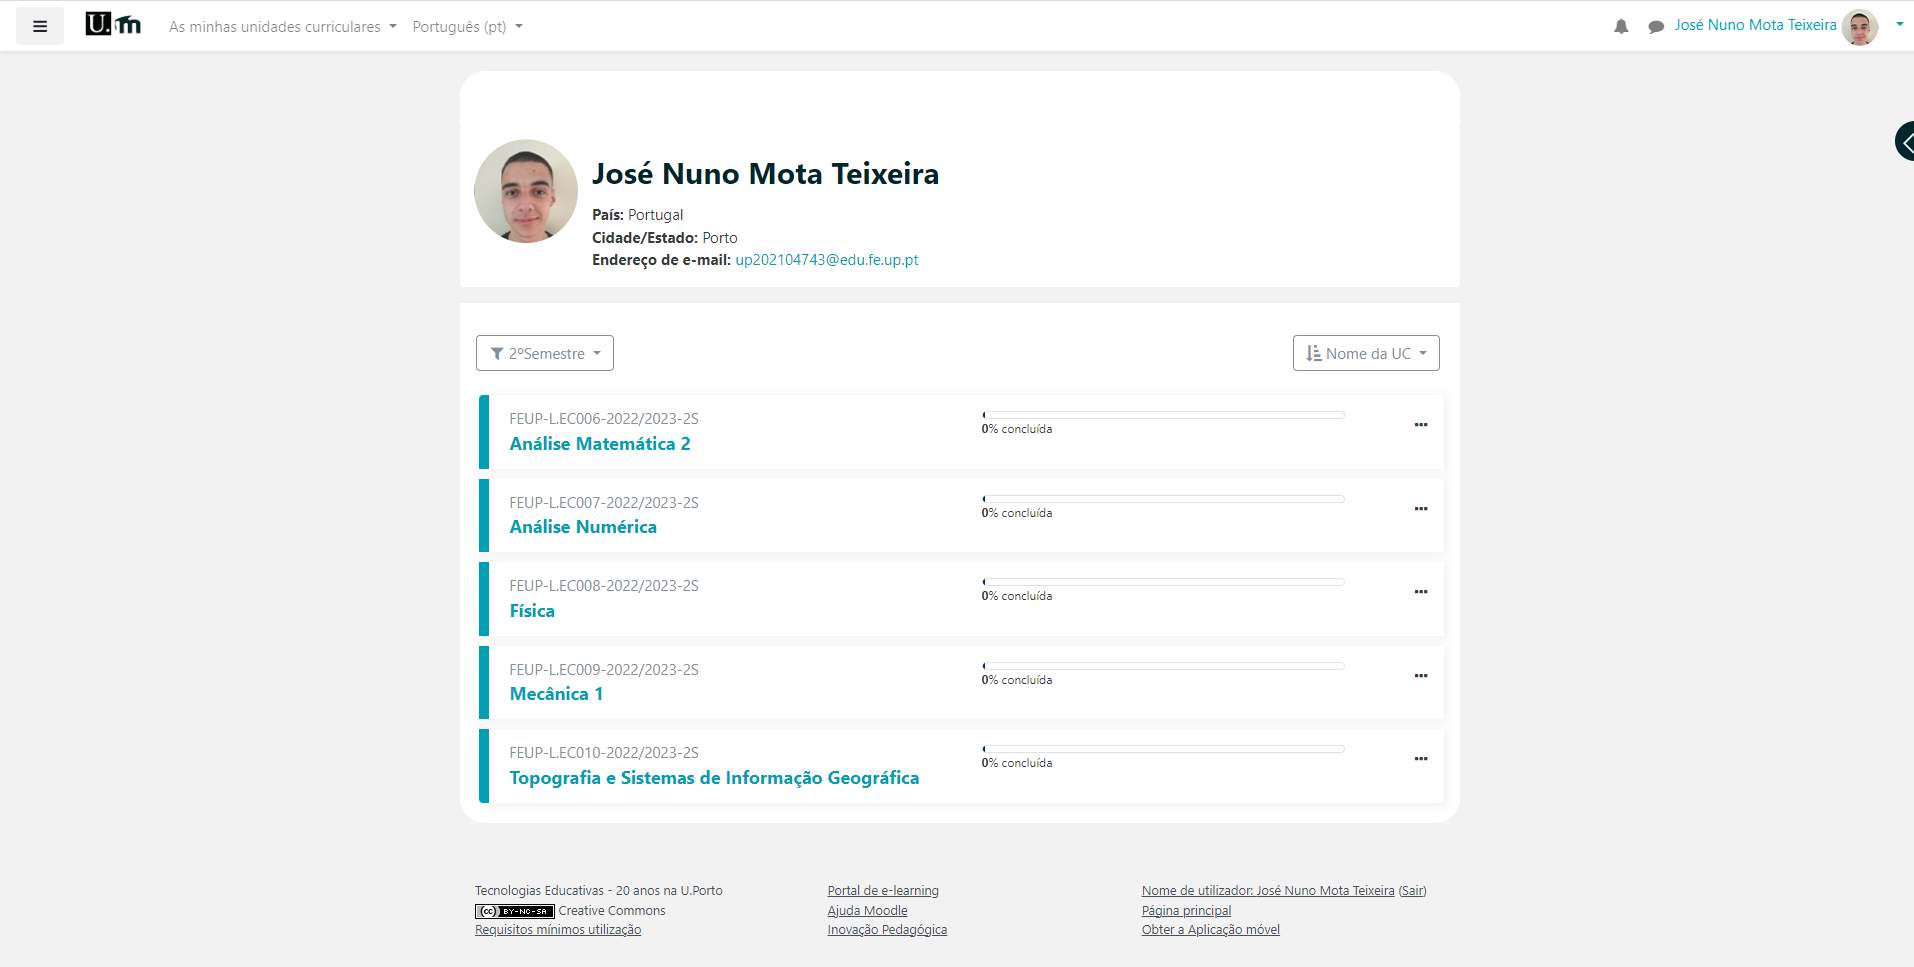 U.m
As minhas unidades curriculares
Português (pt)
José Nuno Mota Teixeira
José Nuno Mota Teixeira
País: Portugal
Cidade/Estado: Porto
Endereço de e-mail: up202104743@edu.fe.up.pt
2ºSemestre
Nome da UC
FEUP-L.EC006-2022/2023-2S
Análise Matemática 2
0% concluída
FEUP-L.EC007-2022/2023-2S
Análise Numérica
0% concluída
FEUP-L.EC008-2022/2023-2S
Física
0% concluída
FEUP-L.EC009-2022/2023-2S
Mecânica 1
0% concluída
FEUP-L.EC010-2022/2023-2S
Topografia e Sistemas de Informação Geográfica
0% concluída
Tecnologias Educativas - 20 anos na U.Porto
(cc) BY-NC-SA Creative Commons
Requisitos mínimos utilização
Portal de e-learning
Ajuda Moodle
Inovação Pedagógica
Nome de utilizador: José Nuno Mota Teixeira (Sair)
Página principal
Obter a Aplicação móvel